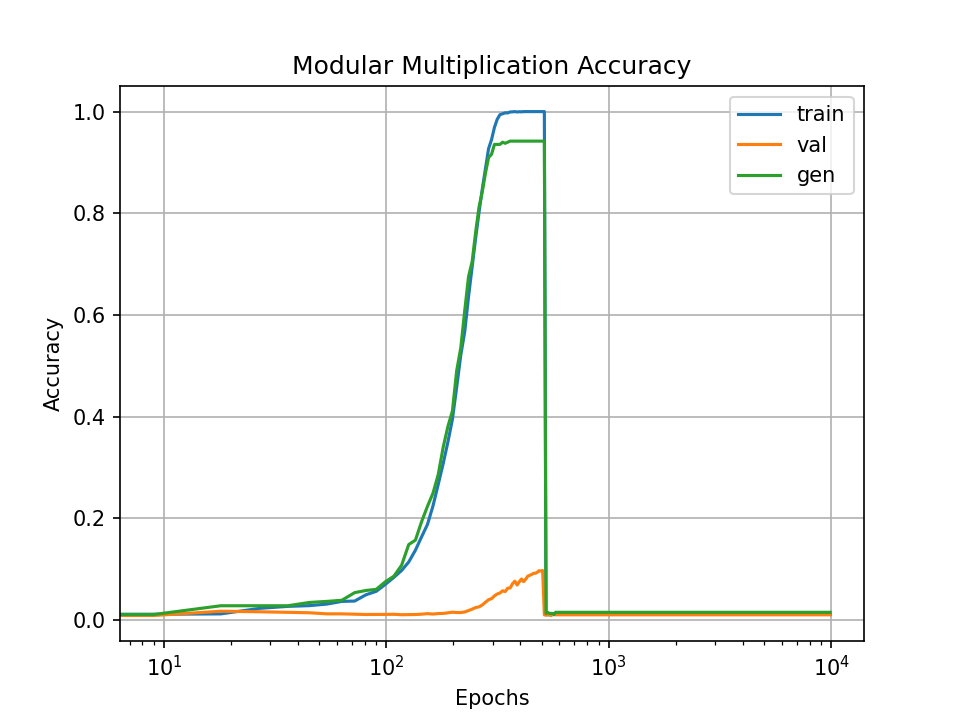 Modular Multiplication Accuracy
train
val
gen
1.0
0.8
0.6
0.4
0.2
0.0
Accuracy
10¹ 10² 10³ 10⁴
Epochs